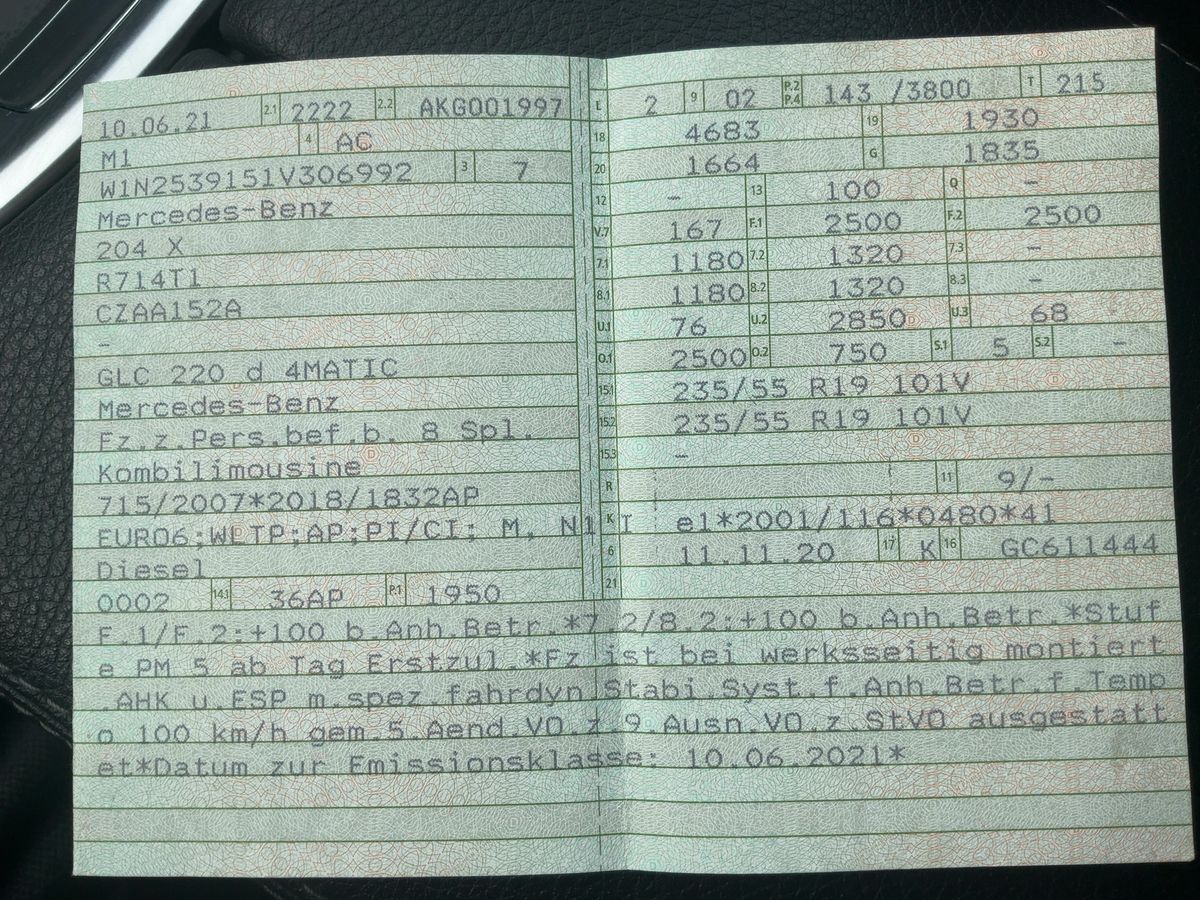 10.06.21 2.1 2222 2.2 AKG001997 L 2 9 02 P.2 P.4 143 /3800 T 215
M1 4 AC 18 4683 19 1930
W1N2539151V306992 3 7 20 1664 G 1835
Mercedes-Benz 12 – 13 100 Q –
204 X V.7 167 F.1 2500 F.2 2500
R714T1 7.1 1180 7.2 1320 7.3 –
CZAA152A 8.1 1180 8.2 1320 8.3 –
– U.1 76 U.2 2850 U.3 68
GLC 220 d 4MATIC O.1 2500 O.2 750 S.1 5 S.2 –
Mercedes-Benz 15.1 235/55 R19 101V
Fz.z.Pers.bef.b. 8 Spl. 15.2 235/55 R19 101V
Kombilimousine 15.3 –
715/2007*2018/1832AP R 11 9/–
EURO6;WLTP;AP;PI/CI; M, N1 I K e1*2001/116*0480*41
Diesel 6 11.11.20 17 K 16 GC611444
0002 14.1 36AP P.1 1950 21
F.1/F.2:+100 b.Anh.Betr.*7.2/8.2:+100 b.Anh.Betr.*Stuf
e PM 5 ab Tag Erstzul.*Fz ist bei werksseitig montiert
.AHK u.ESP m.spez.fahrdyn.Stabi.Syst.f.Anh.Betr.f.Temp
o 100 km/h gem.5.Aend.VO.z.9.Ausn.VO.z.StVO ausgestatt
et*Datum zur Emissionsklasse: 10.06.2021*